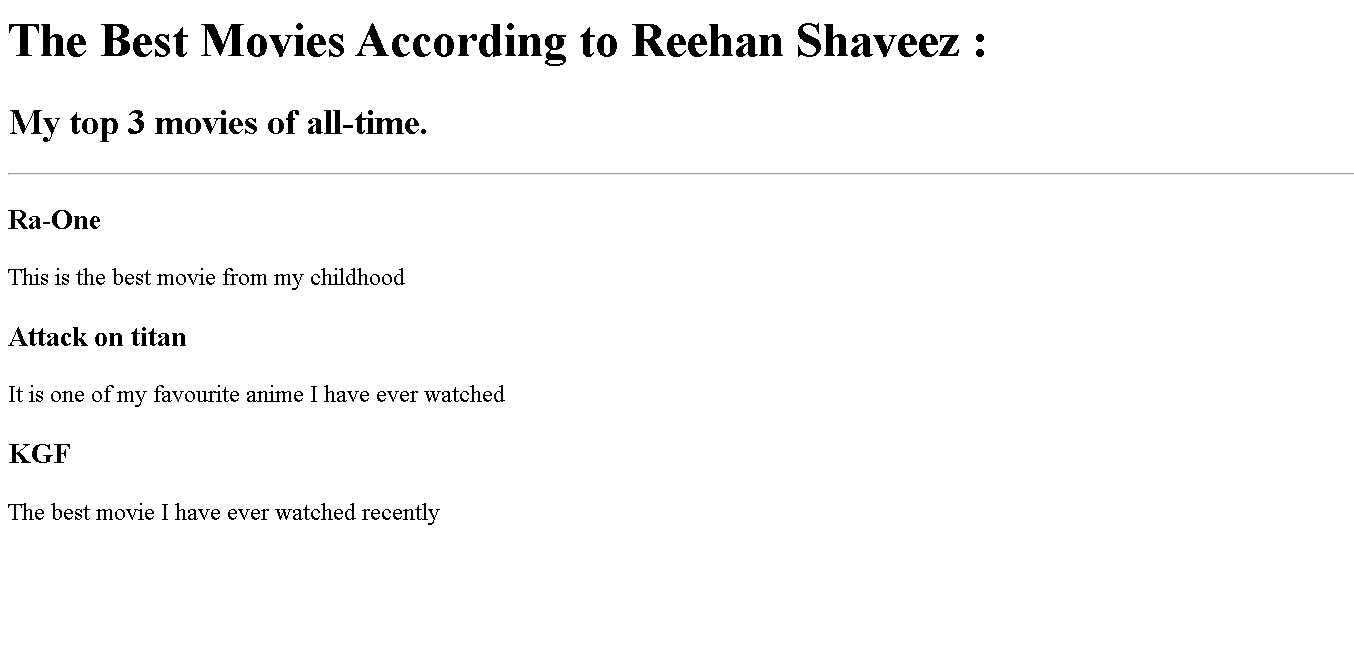 The Best Movies According to Reehan Shaveez :
My top 3 movies of all-time.
Ra-One
This is the best movie from my childhood
Attack on titan
It is one of my favourite anime I have ever watched
KGF
The best movie I have ever watched recently